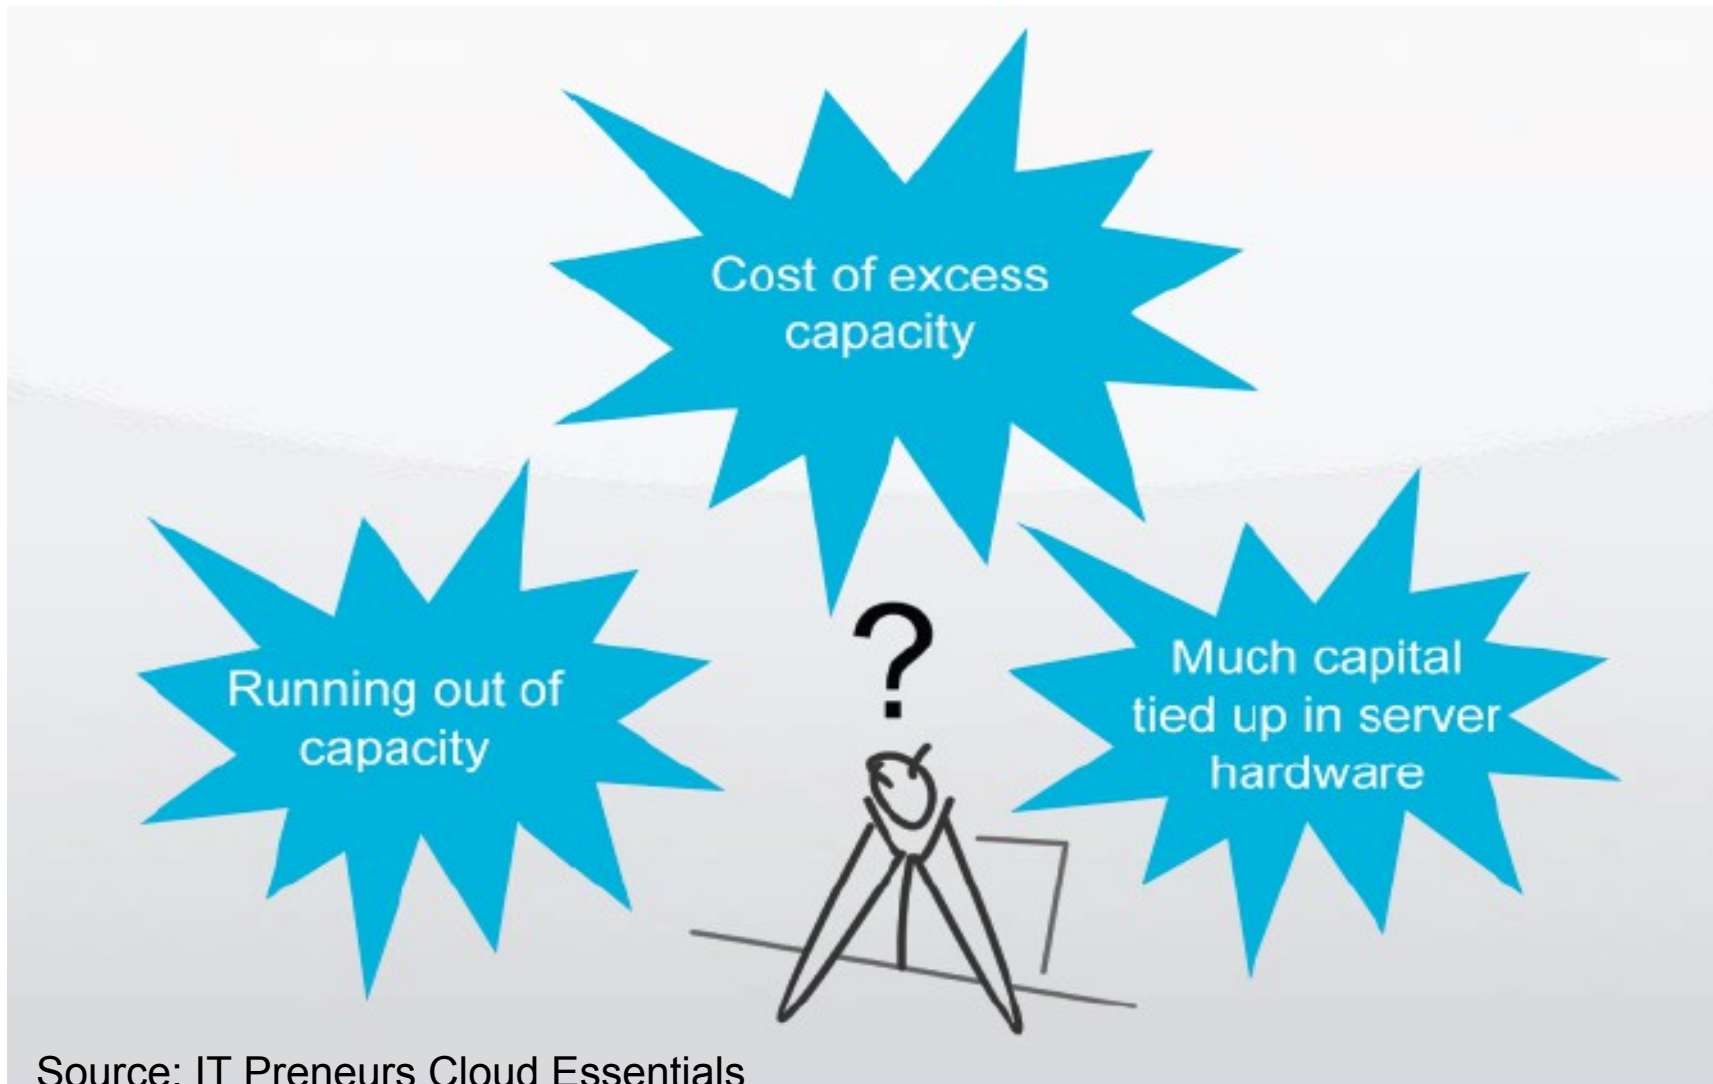 Cost of excess
capacity
Running out of
capacity
?
Much capital
tied up in server
hardware
Source: IT Preneurs Cloud Essentials